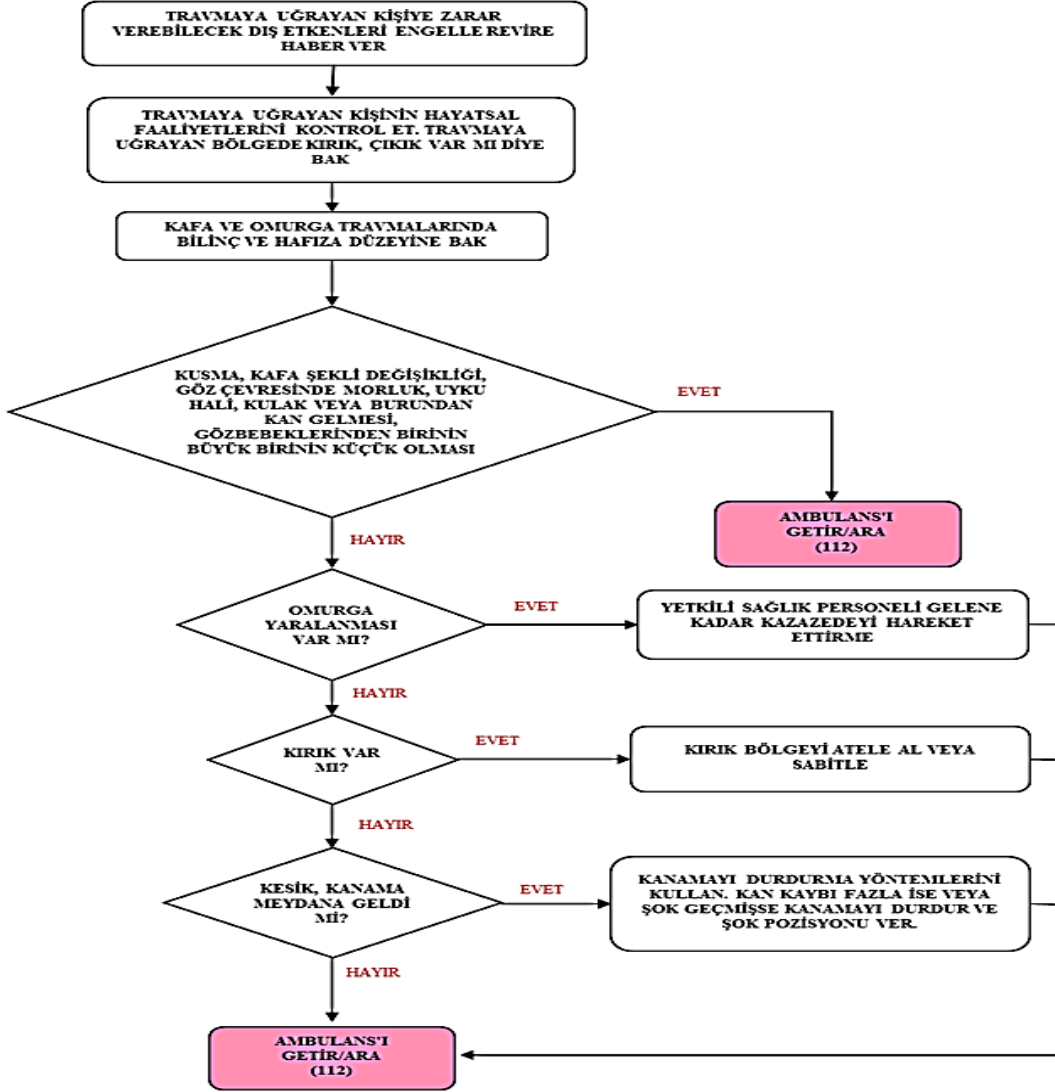 TRAVMAYA UĞRAYAN KİŞİYE ZARAR
VEREBİLECEK DIŞ ETKENLERİ ENGELLE REVİRE
HABER VER
TRAVMAYA UĞRAYAN KİŞİNİN HAYATSAL
FAALİYETLERİNİ KONTROL ET. TRAVMAYA
UĞRAYAN BÖLGEDE KIRIK, ÇIKIK VAR MI DİYE
BAK
KAFA VE OMURGA TRAVMALARINDA
BİLİNÇ VE HAFIZA DÜZEYİNE BAK
KUSMA, KAFA ŞEKLİ DEĞİŞİKLİĞİ,
GÖZ ÇEVRESİNDE MORLUK, UYKU
HALİ, KULAK VEYA BURUNDAN
KAN GELMESİ,
GÖZBEBEKLERİNDEN BİRİNİN
BÜYÜK BİRİNİN KÜÇÜK OLMASI
EVET
AMBULANS'I
GETİR/ARA
(112)
HAYIR
OMURGA
YARALANMASI
VAR MI?
EVET
YETKİLİ SAĞLIK PERSONELİ GELENE
KADAR KAZAZEDEYİ HAREKET
ETTİRME
HAYIR
KIRIK VAR
MI?
EVET
KIRIK BÖLGEYİ ATELE AL VEYA
SABİTLE
HAYIR
KESİK, KANAMA
MEYDANA GELDİ
Mİ?
EVET
KANAMAYI DURDURMA YÖNTEMLERİNİ
KULLAN. KAN KAYBI FAZLA İSE VEYA
ŞOK GEÇMİŞSE KANAMAYI DURDUR VE
ŞOK POZİSYONU VER.
HAYIR
AMBULANS'I
GETİR/ARA
(112)